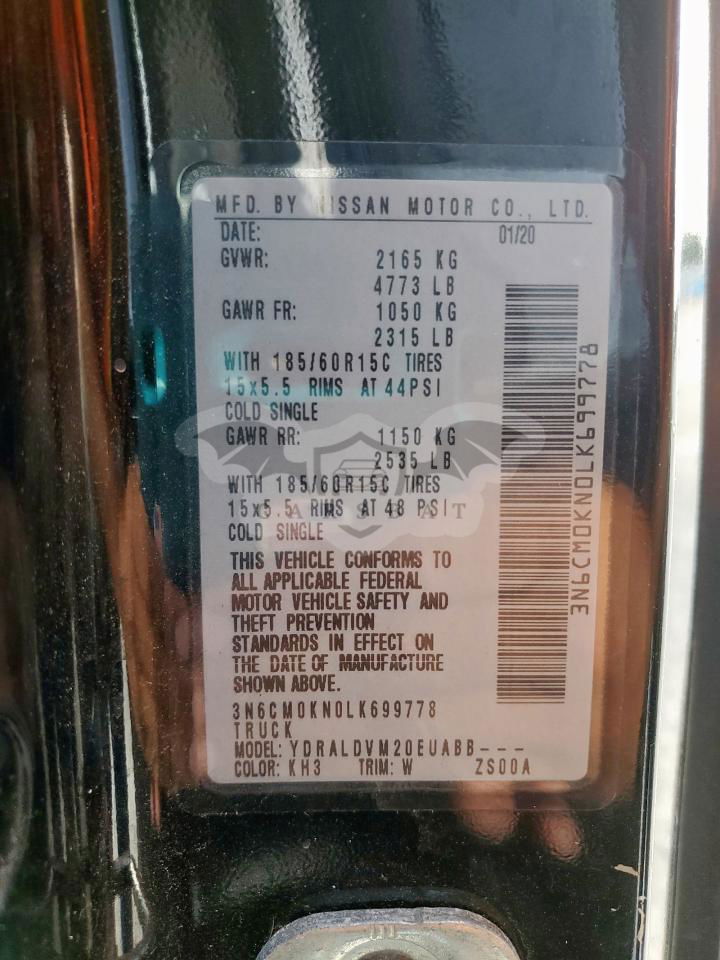 MFD. BY NISSAN MOTOR CO., LTD.
DATE: 01/20
GVWR: 2165 KG
4773 LB
GAWR FR: 1050 KG
2315 LB
WITH 185/60R15C TIRES
15x5.5 RIMS AT 44PSI
COLD SINGLE
GAWR RR: 1150 KG
2535 LB
WITH 185/60R15C TIRES
15x5.5 RIMS AT 48 PSI
COLD SINGLE
THIS VEHICLE CONFORMS TO
ALL APPLICABLE FEDERAL
MOTOR VEHICLE SAFETY AND
THEFT PREVENTION
STANDARDS IN EFFECT ON
THE DATE OF MANUFACTURE
SHOWN ABOVE.
3N6CM0KN0LK699778
TRUCK
MODEL: YDRALDVM20EUABB---
COLOR: KH3 TRIM: W ZS00A
3N6CM0KN0LK699778